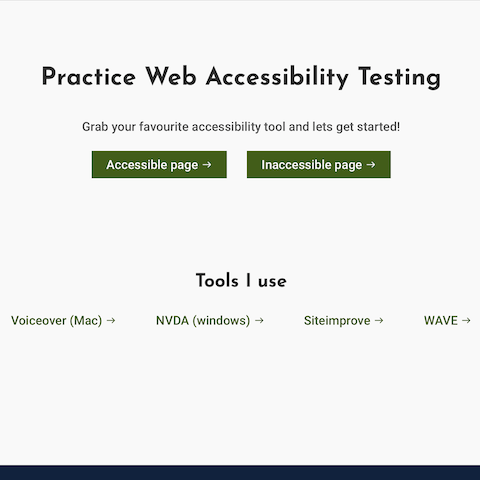 Practice Web Accessibility Testing
Grab your favourite accessibility tool and lets get started!
Accessible page → Inaccessible page →
Tools I use
Voiceover (Mac) → NVDA (windows) → Siteimprove → WAVE →